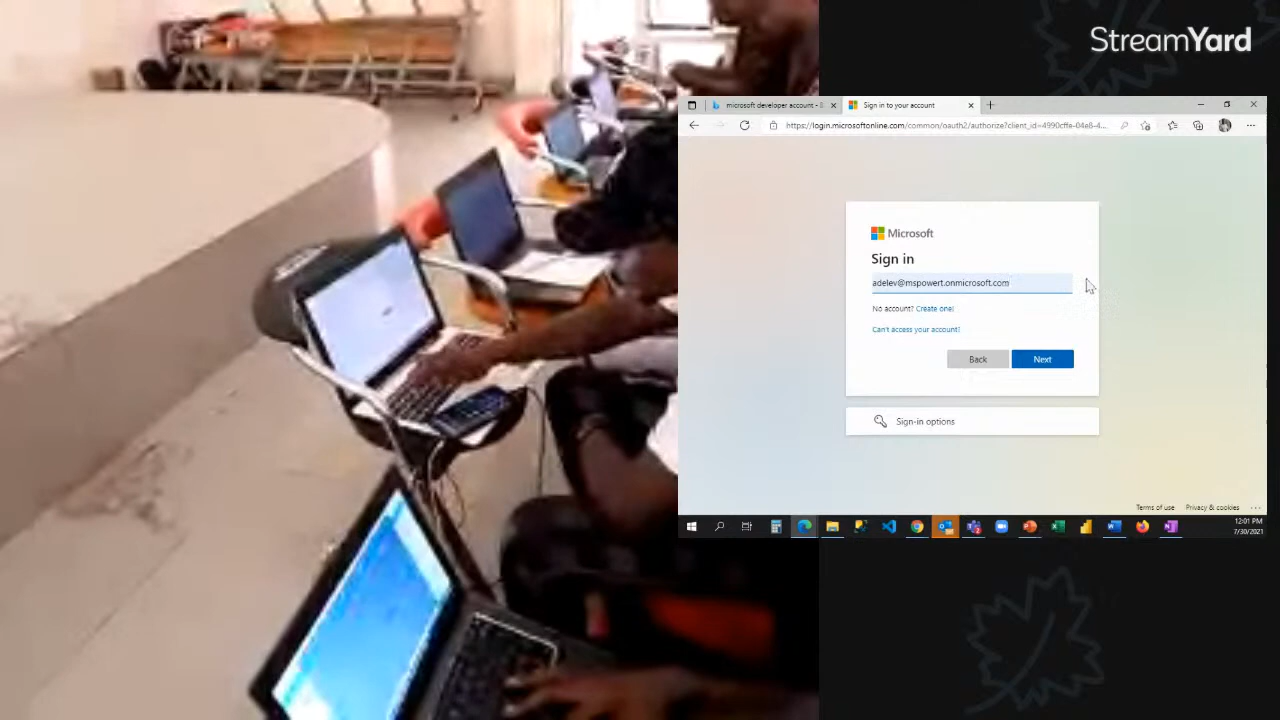 StreamYard
microsoft developer account - B
Sign in to your account
https://login.microsoftonline.com/common/oauth2/authorize?client_id=4990cffe-04e8-4...
Microsoft
Sign in
adelev@mspowert.onmicrosoft.com
No account? Create one!
Can't access your account?
Back
Next
Sign-in options
Terms of use
Privacy & cookies
...
12:01 PM
7/30/2021